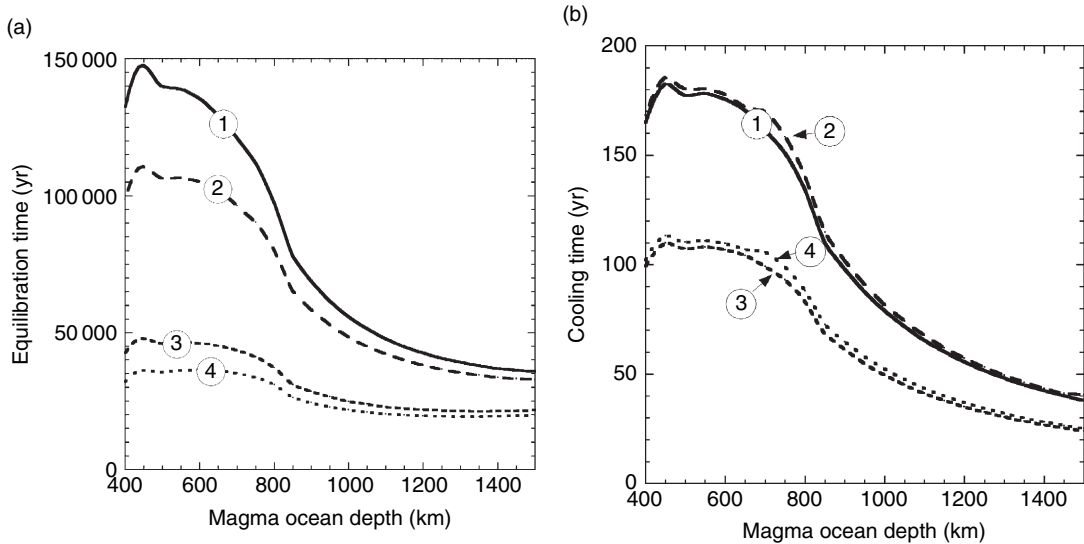 (a)
150 000
100 000
50 000
0
Equilibration time (yr)
1
2
3
4
400 600 800 1000 1200 1400
Magma ocean depth (km)
(b)
200
150
100
50
0
Cooling time (yr)
1
2
4
3
400 600 800 1000 1200 1400
Magma ocean depth (km)